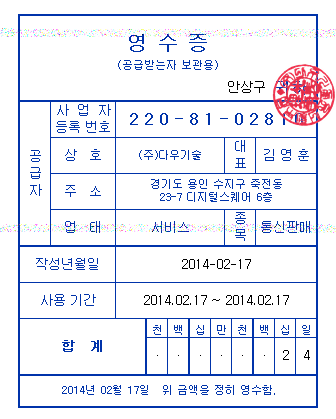 영 수 증
(공급받는자 보관용)
안상구
공급자
사 업 자
등록 번호
220-81-0281
상 호
(주)다우기술
대표
김 영 훈
주 소
경기도 용인 수지구 죽전동
23-7 디지털스퀘어 6층
업 태
서비스
종목
통신판매
작성년월일
2014-02-17
사용 기간
2014.02.17 ~ 2014.02.17
합 계
천 백 십 만 천 백 십 일
. . . . . . 2 4
2014년 02월 17일 위 금액을 정히 영수함.